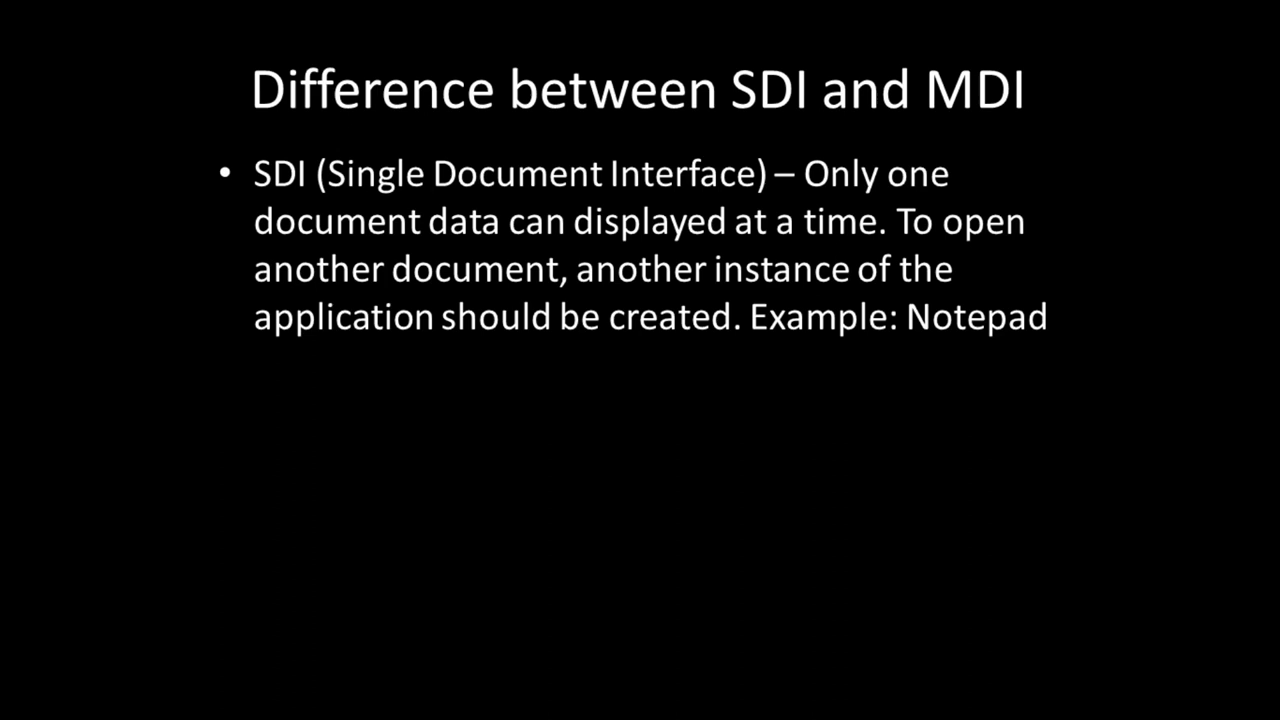 Difference between SDI and MDI
• SDI (Single Document Interface) – Only one
document data can displayed at a time. To open
another document, another instance of the
application should be created. Example: Notepad